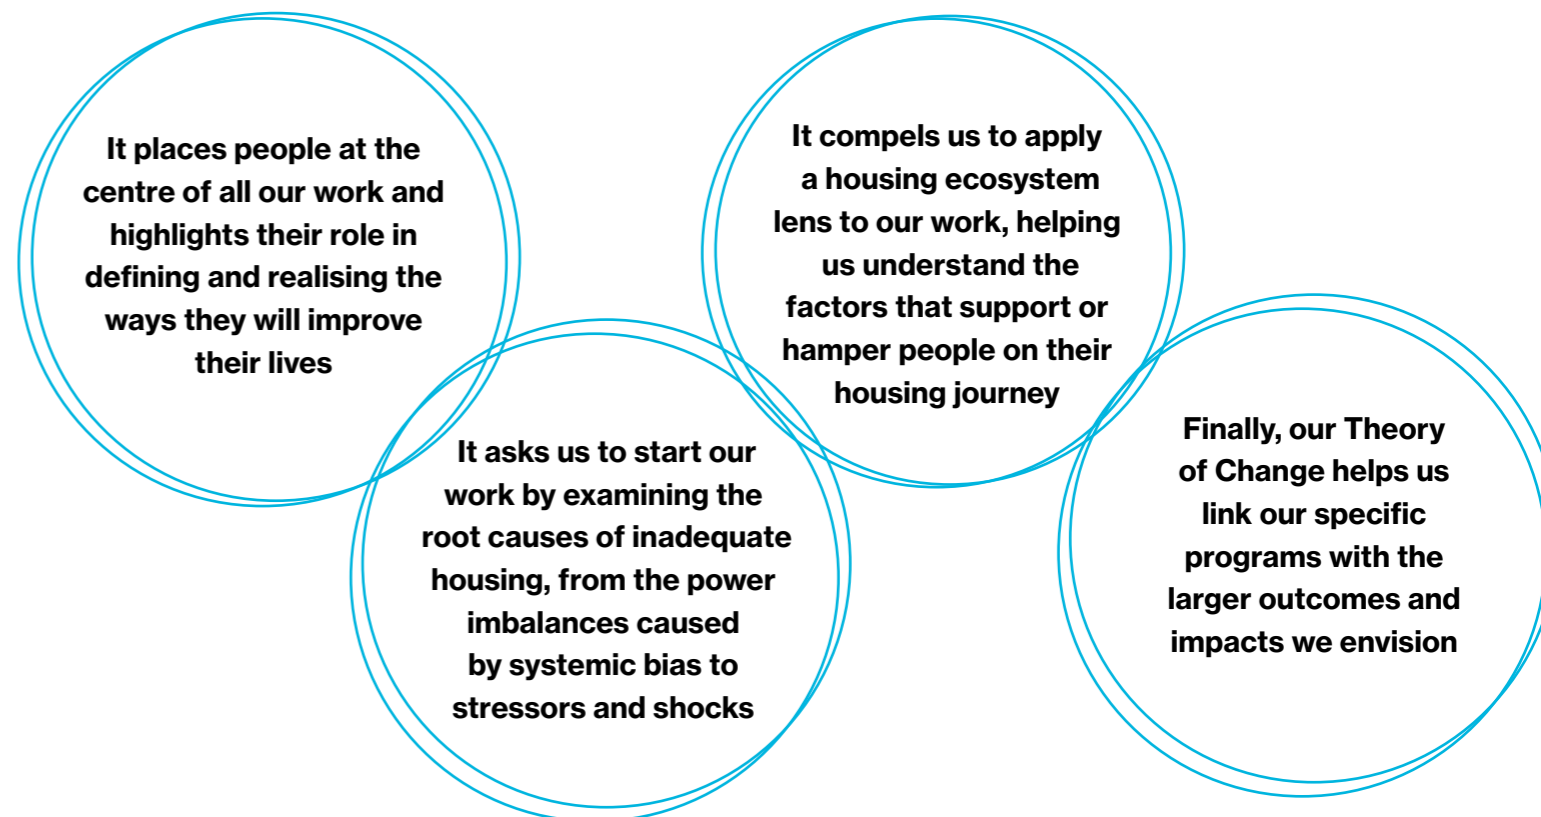 It places people at the
centre of all our work and
highlights their role in
defining and realising the
ways they will improve
their lives
It asks us to start our
work by examining the
root causes of inadequate
housing, from the power
imbalances caused
by systemic bias to
stressors and shocks
It compels us to apply
a housing ecosystem
lens to our work, helping
us understand the
factors that support or
hamper people on their
housing journey
Finally, our Theory
of Change helps us
link our specific
programs with the
larger outcomes and
impacts we envision